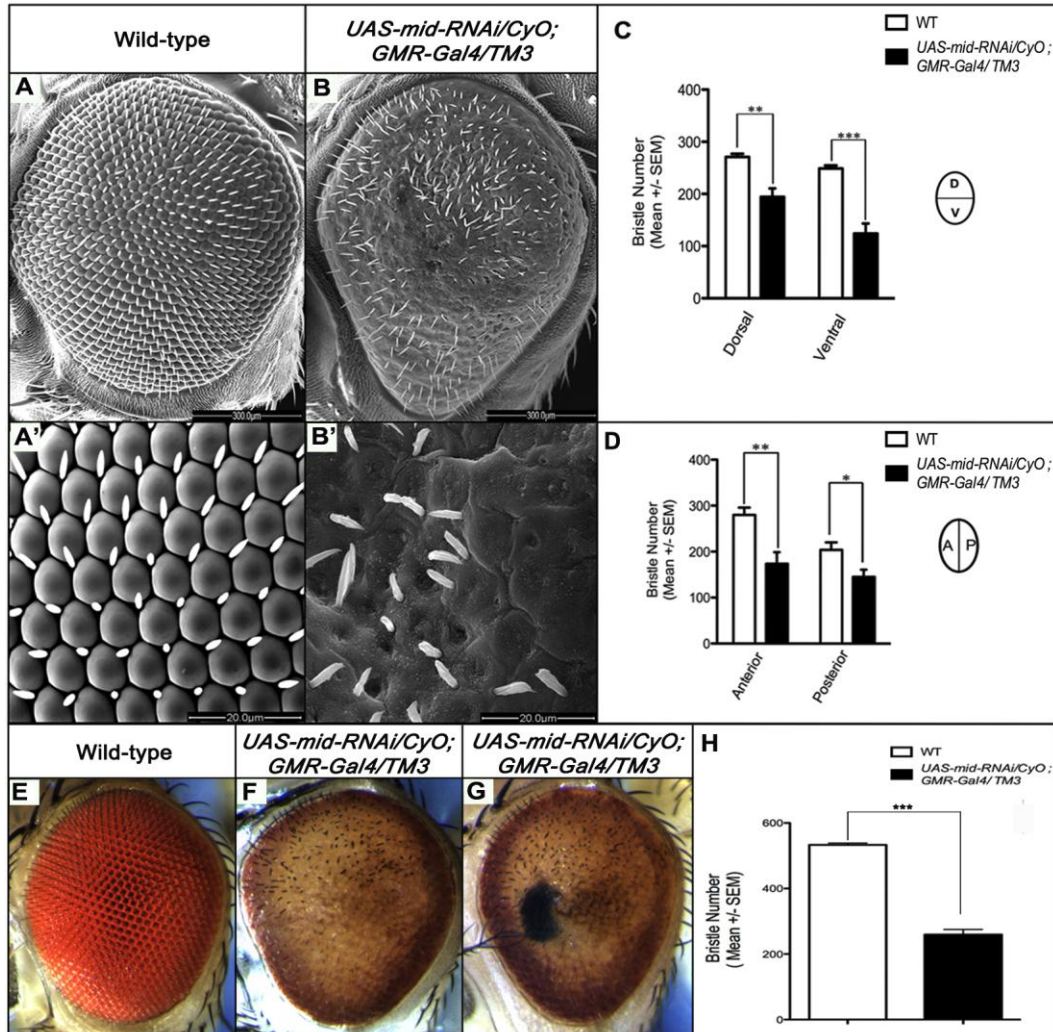 Wild-type
UAS-mid-RNAi/CyO;
GMR-Gal4/TM3
A
B
300.0µm
300.0µm
A'
B'
20.0µm
20.0µm
C
WT
UAS-mid-RNAi/CyO;
GMR-Gal4/TM3
Bristle Number
(Mean +/- SEM)
400
300
200
100
0
**
***
Dorsal
Ventral
D
V
D
WT
UAS-mid-RNAi/CyO;
GMR-Gal4/TM3
Bristle Number
(Mean +/- SEM)
400
300
200
100
0
**
*
Anterior
Posterior
A P
Wild-type
UAS-mid-RNAi/CyO;
GMR-Gal4/TM3
UAS-mid-RNAi/CyO;
GMR-Gal4/TM3
E
F
G
H
WT
UAS-mid-RNAi/CyO;
GMR-Gal4/TM3
Bristle Number
( Mean +/- SEM)
600
400
200
0
***